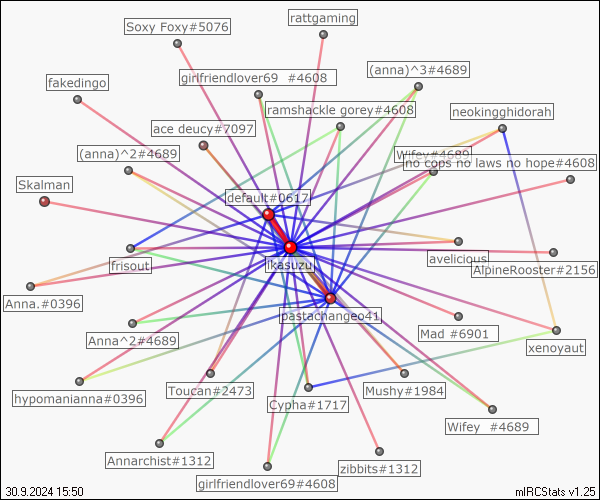 rattgaming
Soxy Foxy#5076
(anna)^3#4689
girlfriendlover69 #4608
fakedingo
ramshackle gorey#4608
neokingghidorah
ace deucy#7097
(anna)^2#4689
Wifey#4689
no cops no laws no hope#4608
Skalman
default#0617
frisout
jkasuzu
avelicious
AlpineRooster#2156
Anna.#0396
pastachangeo41
Mad #6901
Anna^2#4689
xenoyaut
Toucan#2473
Mushy#1984
hypomanianna#0396
Cypha#1717
Wifey #4689
Annarchist#1312
zibbits#1312
girlfriendlover69#4608
30.9.2024 15:50
mIRCStats v1.25